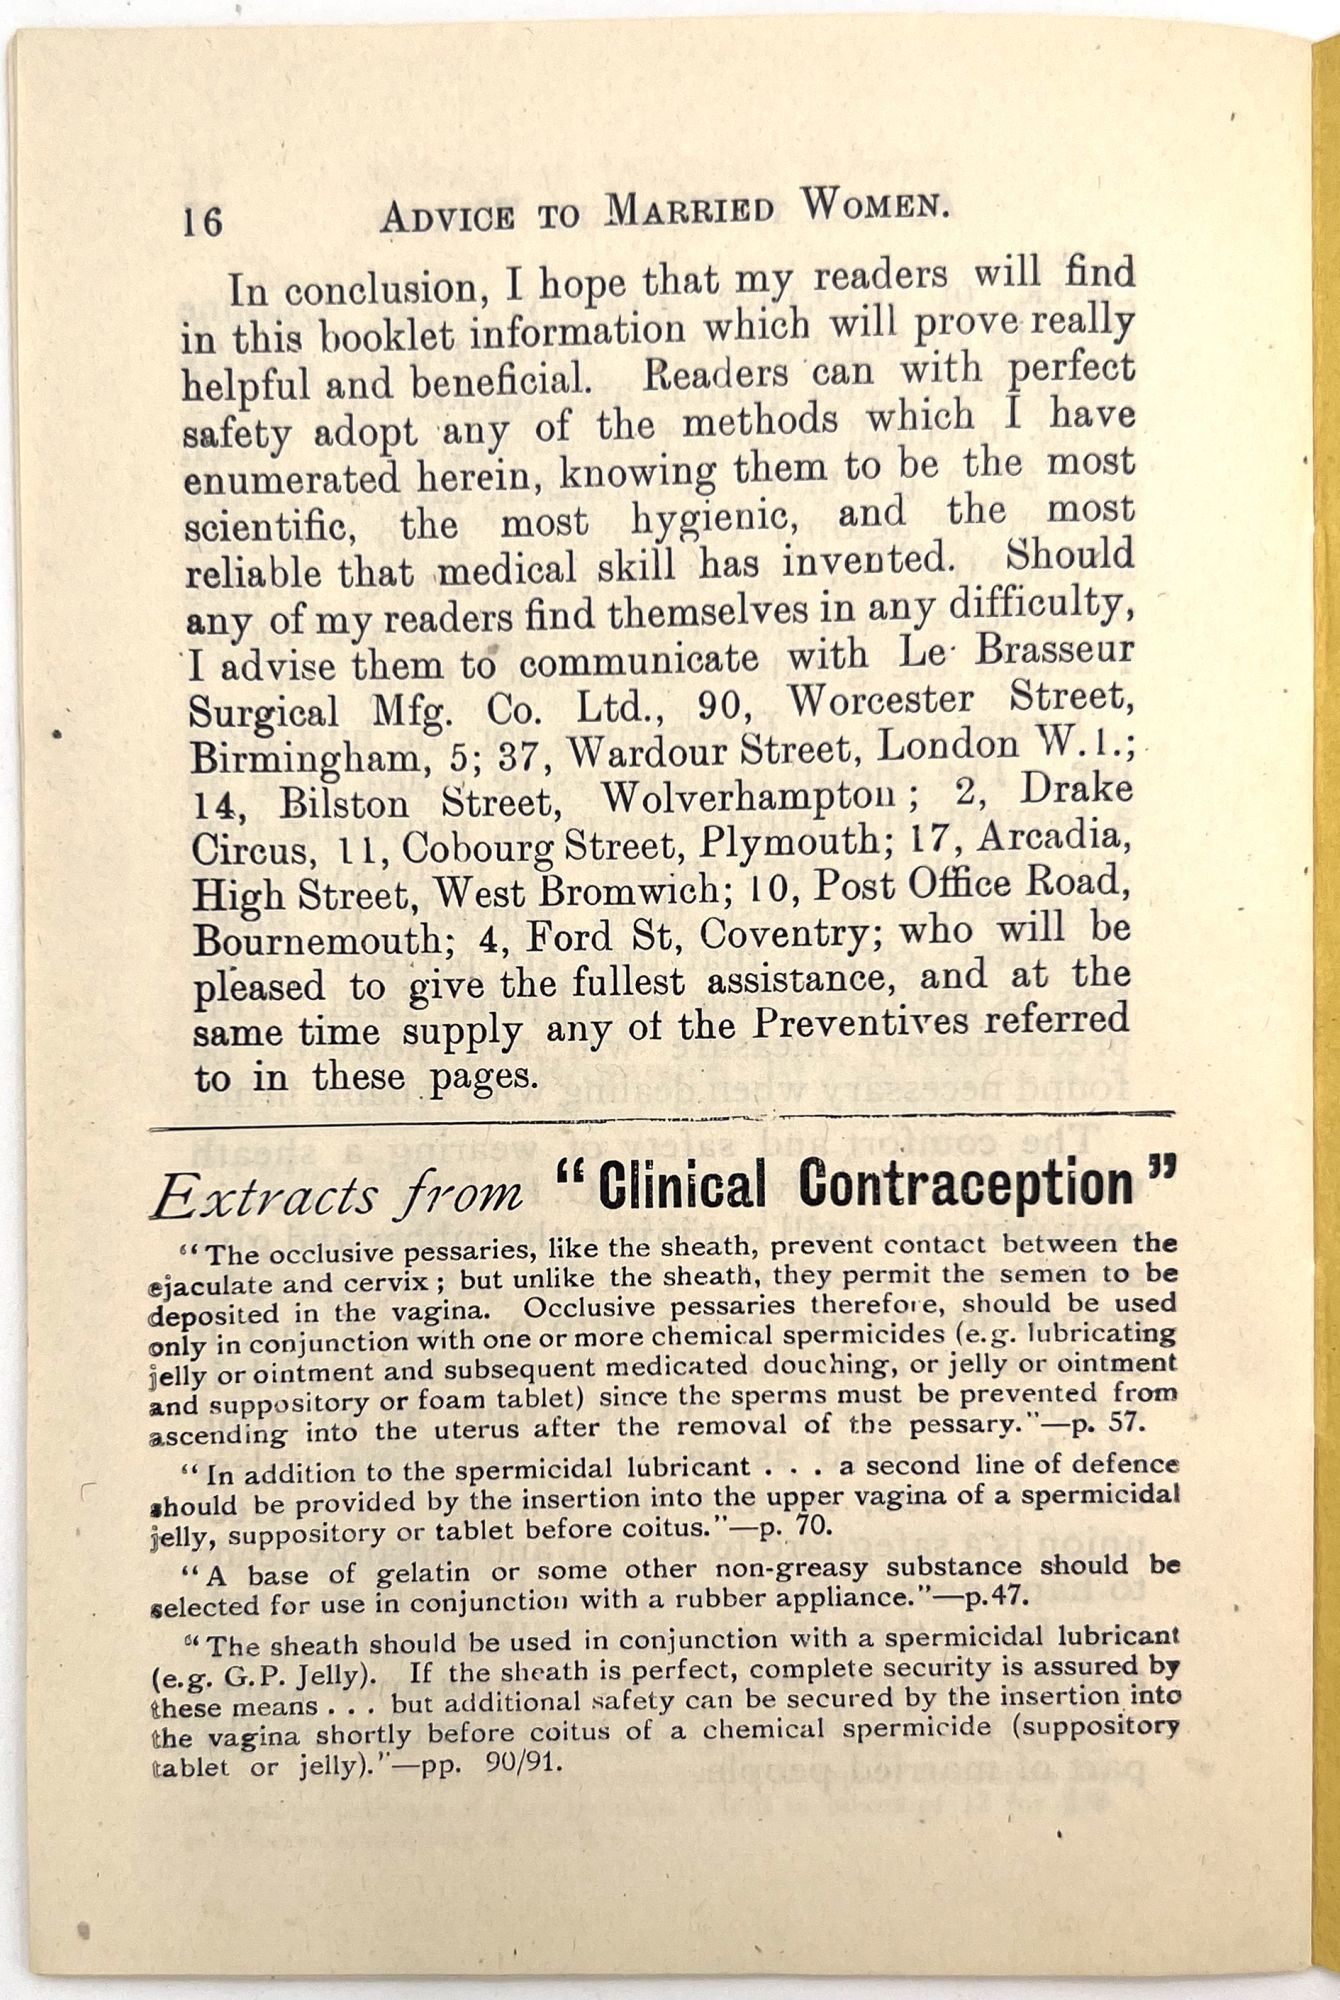 16 ADVICE TO MARRIED WOMEN.
In conclusion, I hope that my readers will find
in this booklet information which will prove really
helpful and beneficial. Readers can with perfect
safety adopt any of the methods which I have
enumerated herein, knowing them to be the most
scientific, the most hygienic, and the most
reliable that medical skill has invented. Should
any of my readers find themselves in any difficulty,
I advise them to communicate with Le Brasseur
Surgical Mfg. Co. Ltd., 90, Worcester Street,
Birmingham, 5; 37, Wardour Street, London W.1.;
14, Bilston Street, Wolverhampton; 2, Drake
Circus, 11, Cobourg Street, Plymouth; 17, Arcadia,
High Street, West Bromwich; 10, Post Office Road,
Bournemouth; 4, Ford St, Coventry; who will be
pleased to give the fullest assistance, and at the
same time supply any of the Preventives referred
to in these pages.
Extracts from "Clinical Contraception"
"The occlusive pessaries, like the sheath, prevent contact between the
ejaculate and cervix; but unlike the sheath, they permit the semen to be
deposited in the vagina. Occlusive pessaries therefore, should be used
only in conjunction with one or more chemical spermicides (e.g. lubricating
jelly or ointment and subsequent medicated douching, or jelly or ointment
and suppository or foam tablet) since the sperms must be prevented from
ascending into the uterus after the removal of the pessary."—p. 57.
"In addition to the spermicidal lubricant . . . a second line of defence
should be provided by the insertion into the upper vagina of a spermicidal
jelly, suppository or tablet before coitus."—p. 70.
"A base of gelatin or some other non-greasy substance should be
selected for use in conjunction with a rubber appliance."—p.47.
"The sheath should be used in conjunction with a spermicidal lubricant
(e.g. G.P. Jelly). If the sheath is perfect, complete security is assured by
these means . . . but additional safety can be secured by the insertion into
the vagina shortly before coitus of a chemical spermicide (suppository
tablet or jelly)."—pp. 90/91.